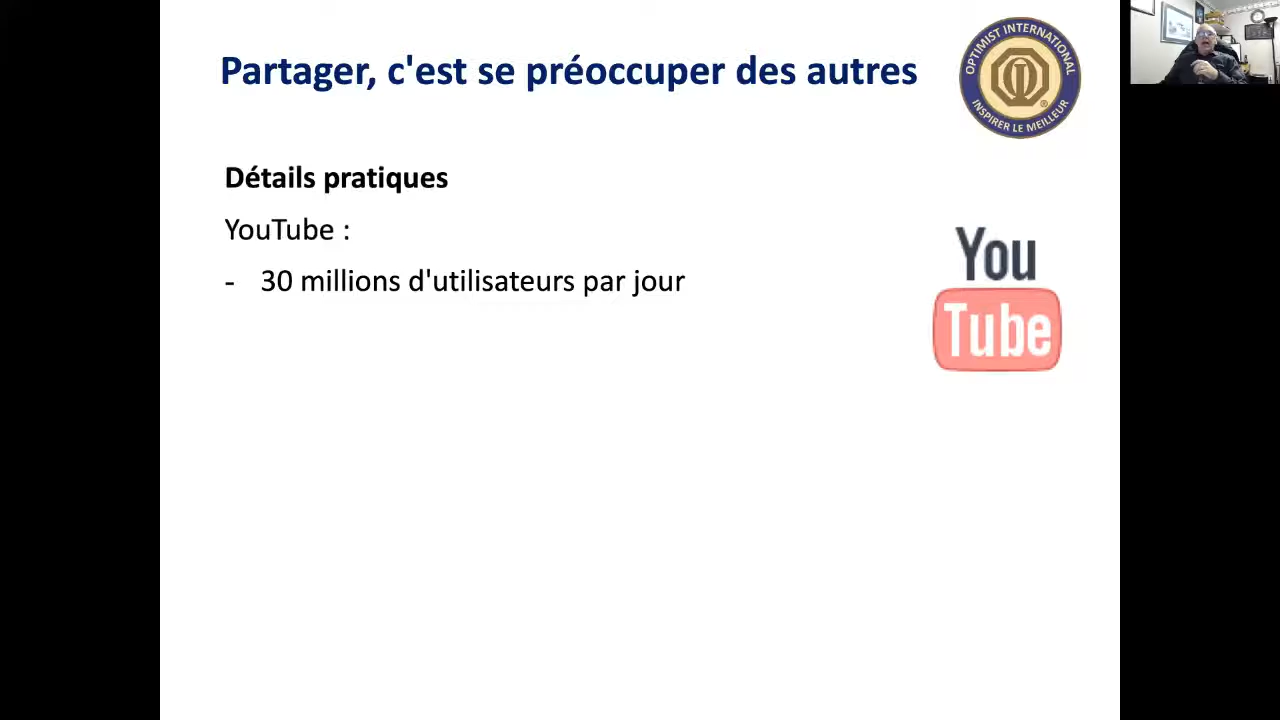 Partager, c'est se préoccuper des autres
OPTIMIST INTERNATIONAL
INSPIRER LE MEILLEUR
®
Détails pratiques
YouTube :
- 30 millions d'utilisateurs par jour
You
Tube